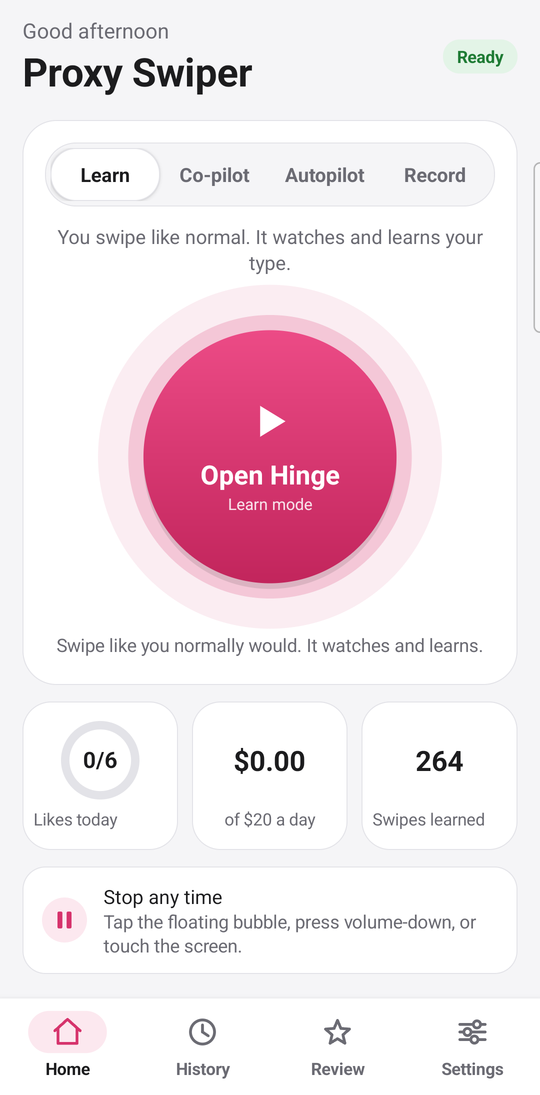 Good afternoon
Proxy Swiper
Ready
Learn
Co-pilot
Autopilot
Record
You swipe like normal. It watches and learns your
type.
Open Hinge
Learn mode
Swipe like you normally would. It watches and learns.
0/6
Likes today
$0.00
of $20 a day
264
Swipes learned
Stop any time
Tap the floating bubble, press volume-down, or
touch the screen.
Home
History
Review
Settings